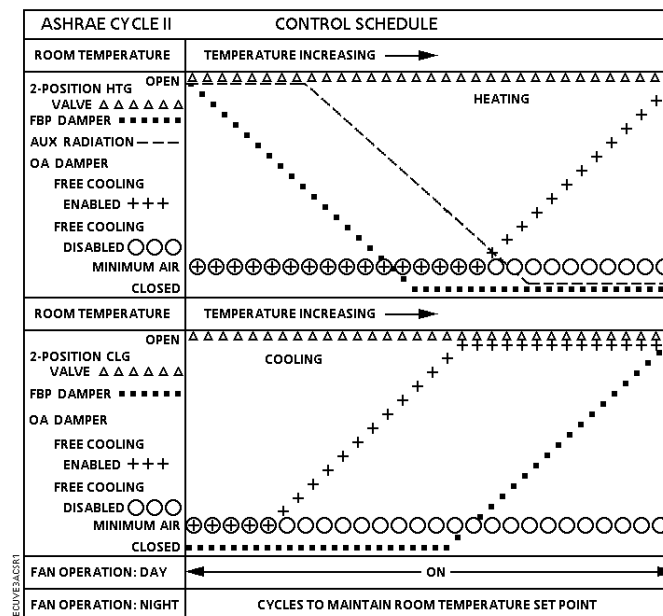 ASHRAE CYCLE II CONTROL SCHEDULE
ROOM TEMPERATURE TEMPERATURE INCREASING
OPEN
2-POSITION HTG
VALVE
FBP DAMPER
AUX RADIATION
OA DAMPER
FREE COOLING
ENABLED
FREE COOLING
DISABLED
MINIMUM AIR
CLOSED
HEATING
ROOM TEMPERATURE TEMPERATURE INCREASING
OPEN
2-POSITION CLG
VALVE
FBP DAMPER
OA DAMPER
FREE COOLING
ENABLED
FREE COOLING
DISABLED
MINIMUM AIR
CLOSED
COOLING
FAN OPERATION: DAY ON
FAN OPERATION: NIGHT CYCLES TO MAINTAIN ROOM TEMPERATURE SET POINT